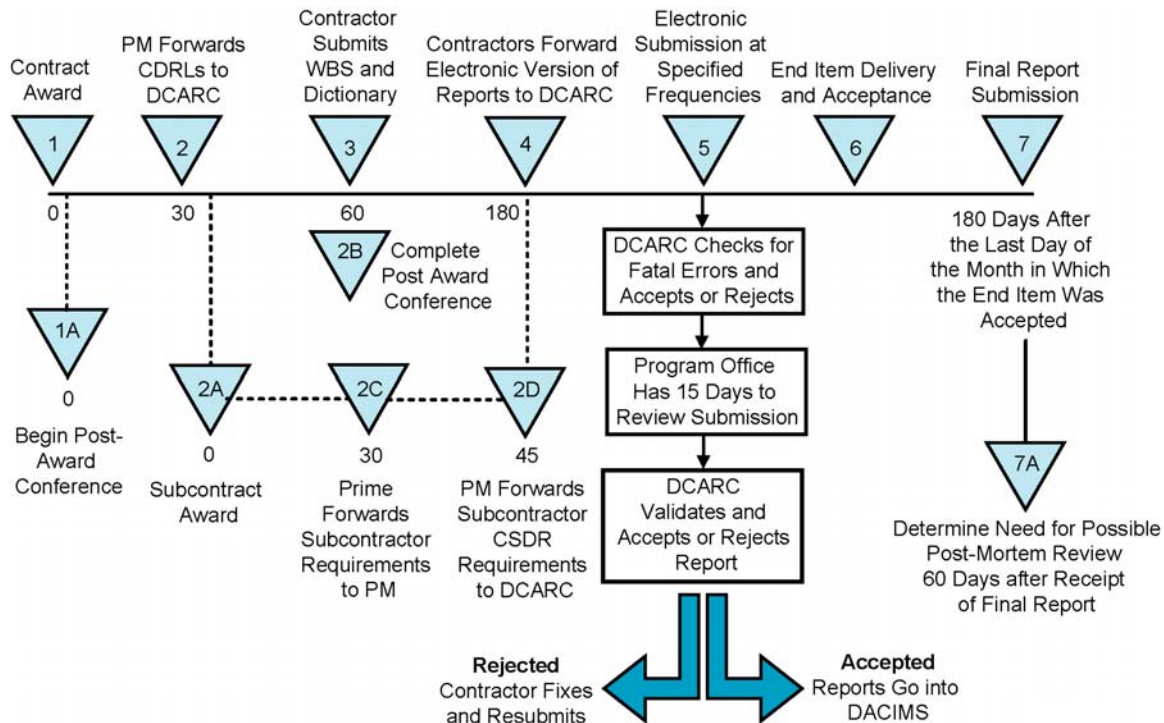 Contract
Award
PM Forwards
CDRLs to
DCARC
Contractor
Submits
WBS and
Dictionary
Contractors Forward
Electronic Version of
Reports to DCARC
Electronic
Submission at
Specified
Frequencies
End Item Delivery
and Acceptance
Final Report
Submission
1
2
3
4
5
6
7
0
30
60
180
2B
Complete
Post Award
Conference
1A
0
Begin Post-
Award
Conference
2A
0
Subcontract
Award
2C
30
Prime
Forwards
Subcontractor
Requirements
to PM
2D
45
PM Forwards
Subcontractor
CSDR
Requirements
to DCARC
DCARC Checks for
Fatal Errors and
Accepts or Rejects
Program Office
Has 15 Days to
Review Submission
DCARC
Validates and
Accepts or Rejects
Report
Rejected
Contractor Fixes
and Resubmits
Accepted
Reports Go into
DACIMS
180 Days After
the Last Day of
the Month in Which
the End Item Was
Accepted
7A
Determine Need for Possible
Post-Mortem Review
60 Days after Receipt
of Final Report